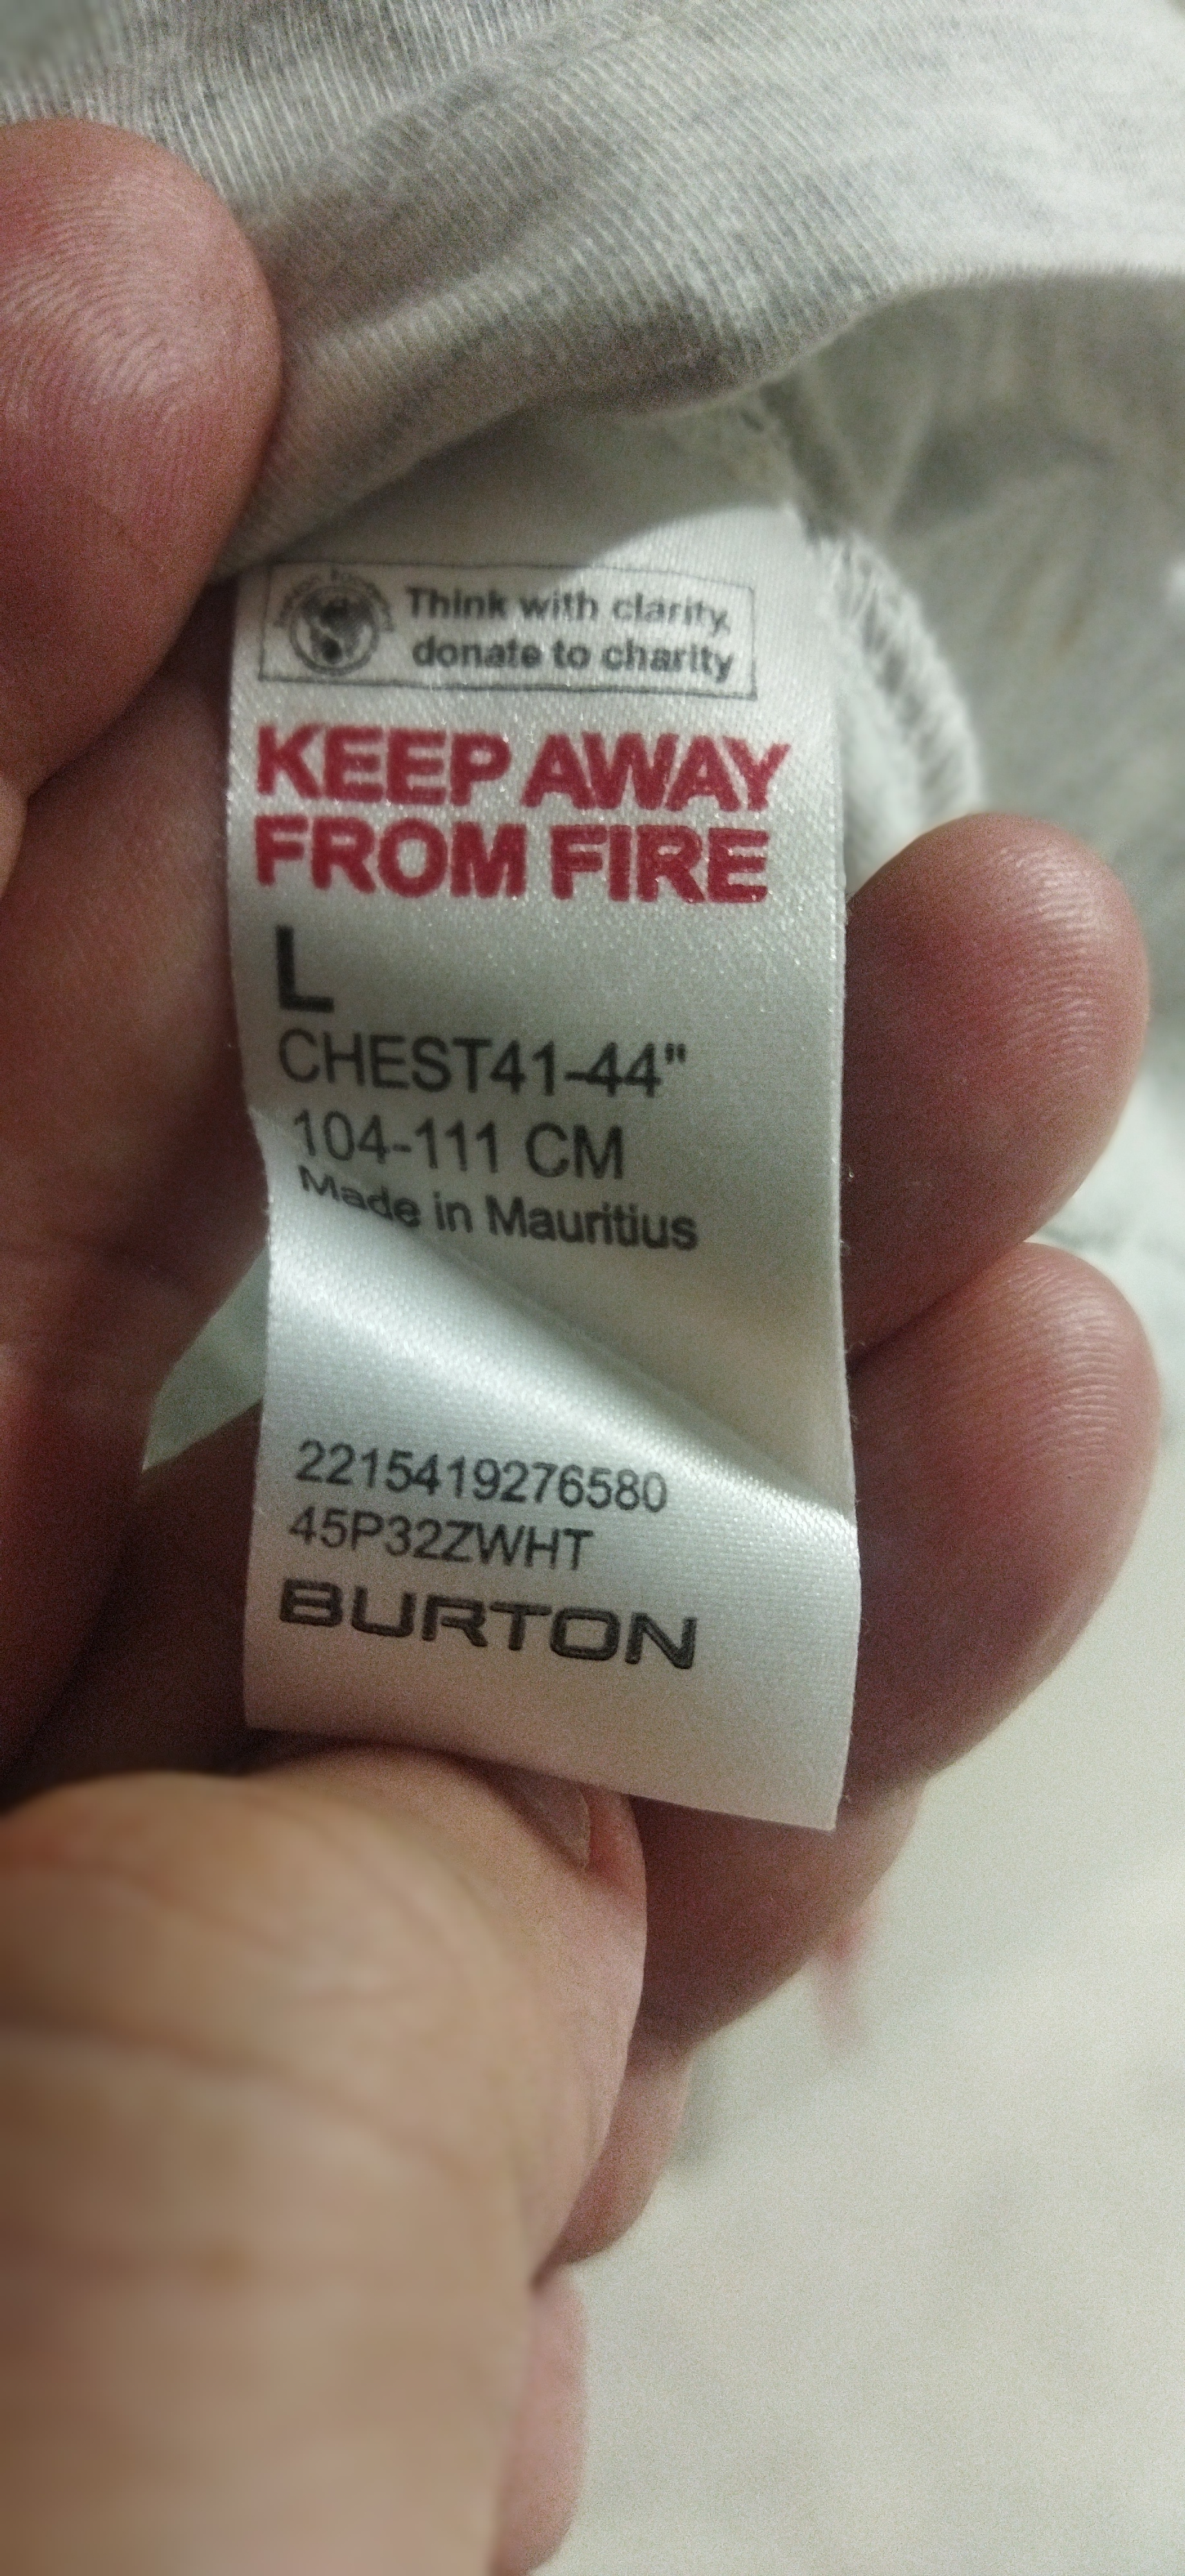 Think with clarity,
donate to charity
KEEP AWAY
FROM FIRE
L
CHEST41-44"
104-111 CM
Made in Mauritius
2215419276580
45P32ZWHT
BURTON